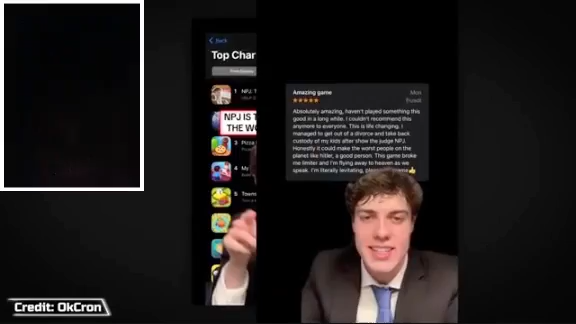 Back
Top Char
1 NPJ: T
NPJ IS T
THE WO
3 Pizza
4 My
5 Towns
Amazing game
Mon
★★★★★
Absolutely amazing, haven't played something this
good in a long while. I couldn't recommend this
anymore to everyone. This is life changing. I
managed to get out of a divorce and take back
custody of my kids after show the judge NPJ.
Honestly it could make the worst people on the
planet like hitler, a good person. This game broke
me limiter and I'm flying away to heaven as we
speak. I'm literally levitating,
Credit: OkCron